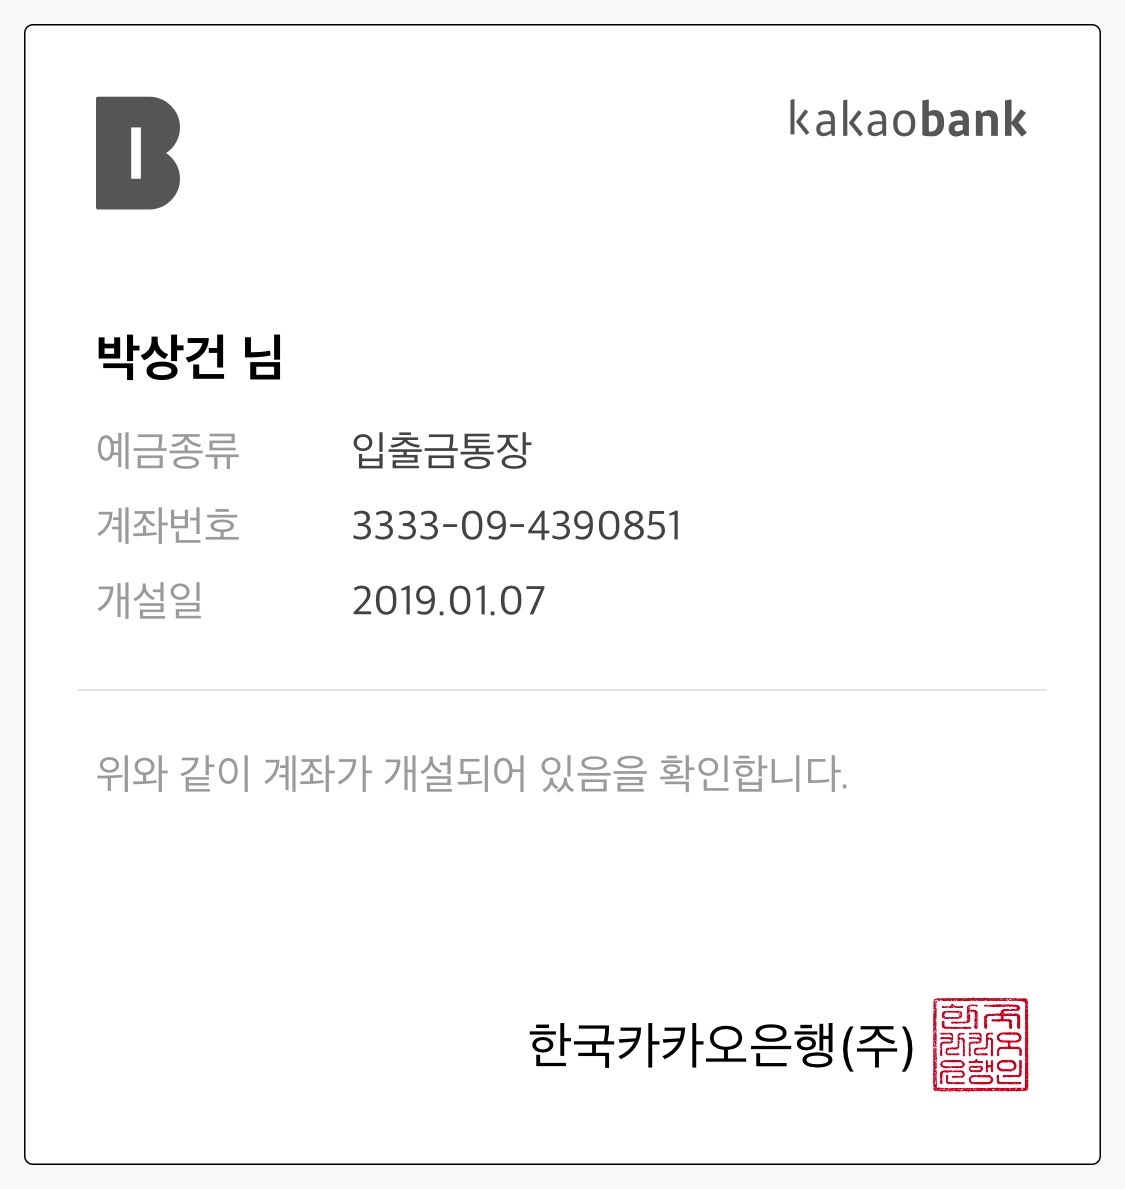 B
kakaobank
박상건 님
예금종류 입출금통장
계좌번호 3333-09-4390851
개설일 2019.01.07
위와 같이 계좌가 개설되어 있음을 확인합니다.
한국카카오은행(주)
한국
카카오
은행인